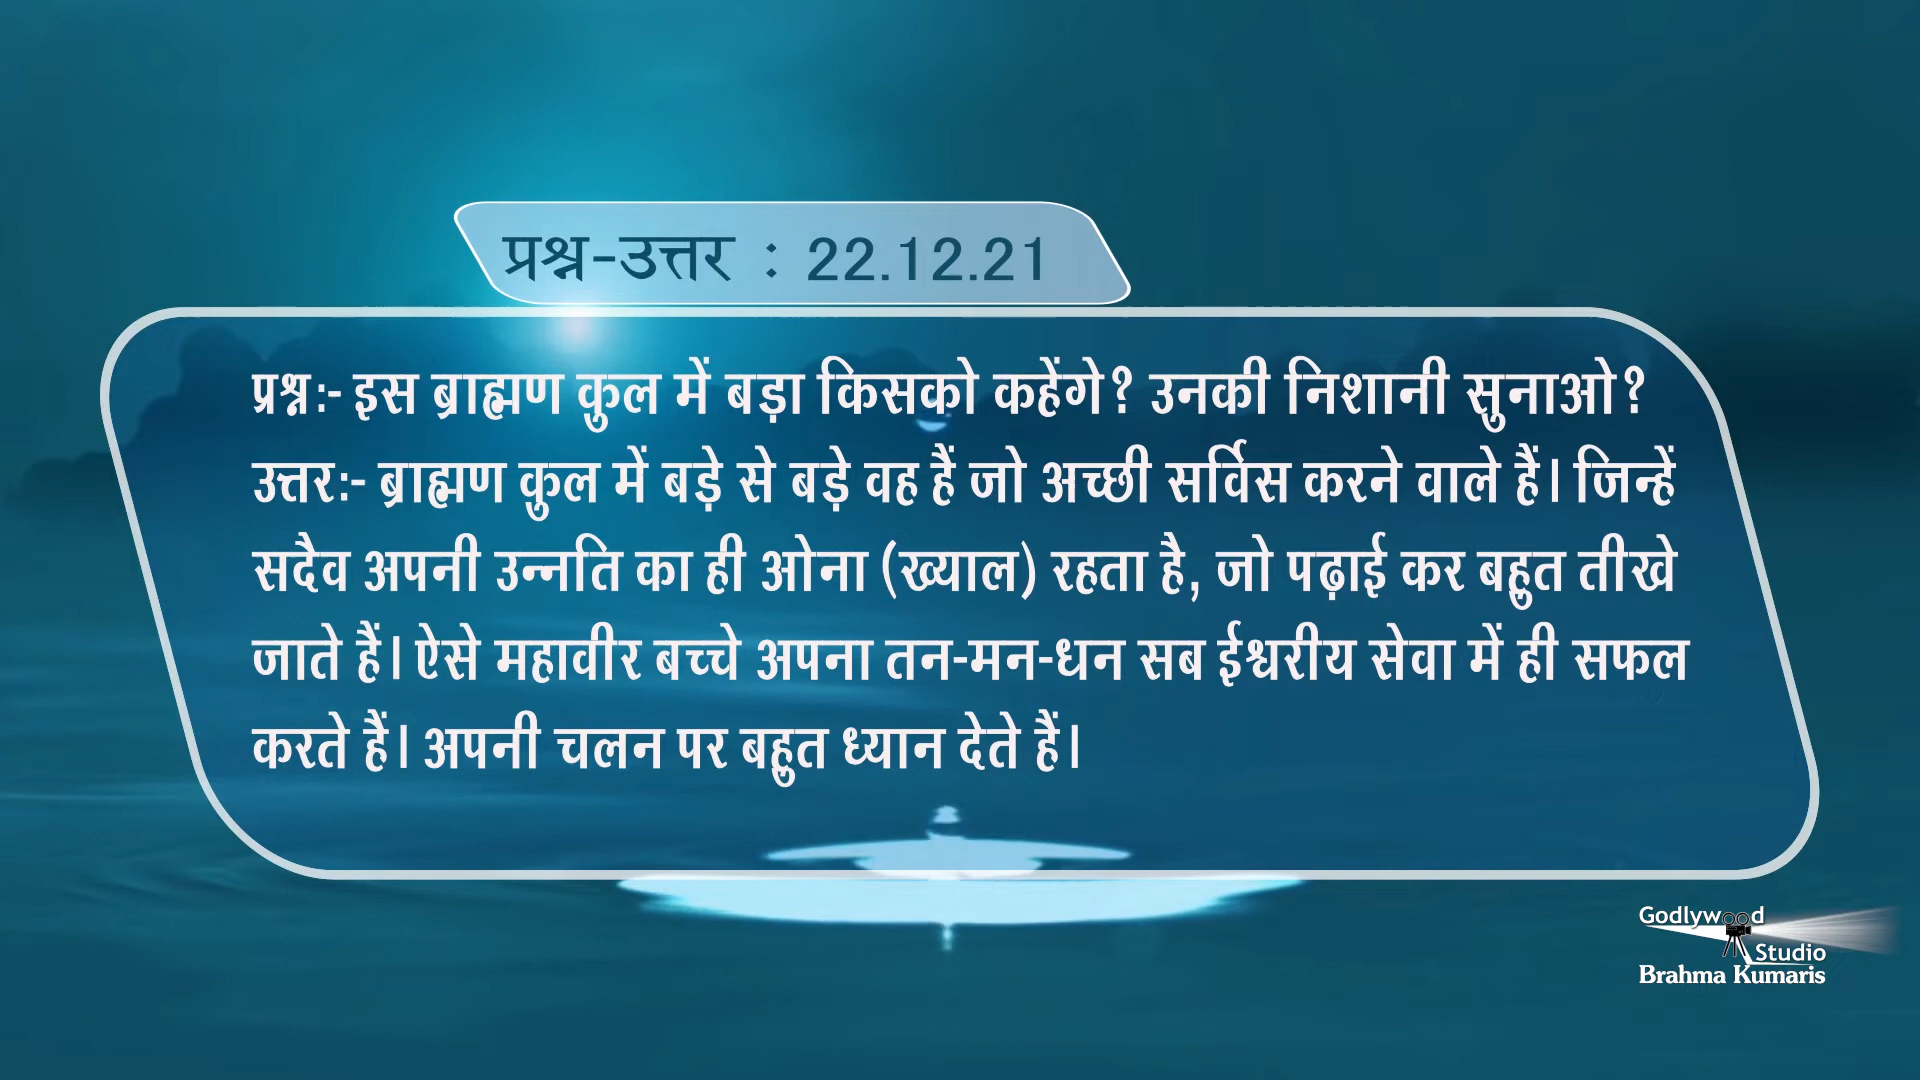 प्रश्न-उत्तर : 22.12.21
प्रश्न:- इस ब्राह्मण कुल में बड़ा किसको कहेंगे? उनकी निशानी सुनाओ?
उत्तर:- ब्राह्मण कुल में बड़े से बड़े वह हैं जो अच्छी सर्विस करने वाले हैं। जिन्हें
सदैव अपनी उन्नति का ही ओना (ख्याल) रहता है, जो पढ़ाई कर बहुत तीखे
जाते हैं। ऐसे महावीर बच्चे अपना तन-मन-धन सब ईश्वरीय सेवा में ही सफल
करते हैं। अपनी चलन पर बहुत ध्यान देते हैं।
Godlywood
Studio
Brahma Kumaris